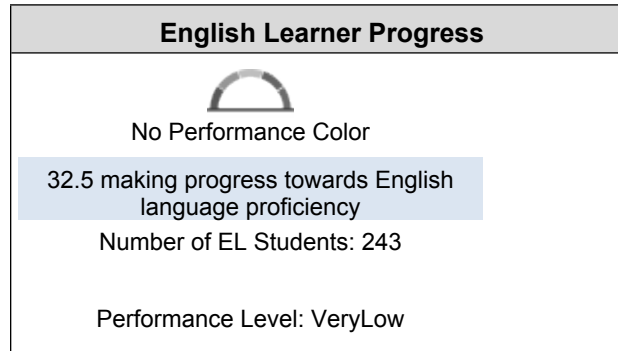 English Learner Progress
No Performance Color
32.5 making progress towards English
language proficiency
Number of EL Students: 243
Performance Level: VeryLow